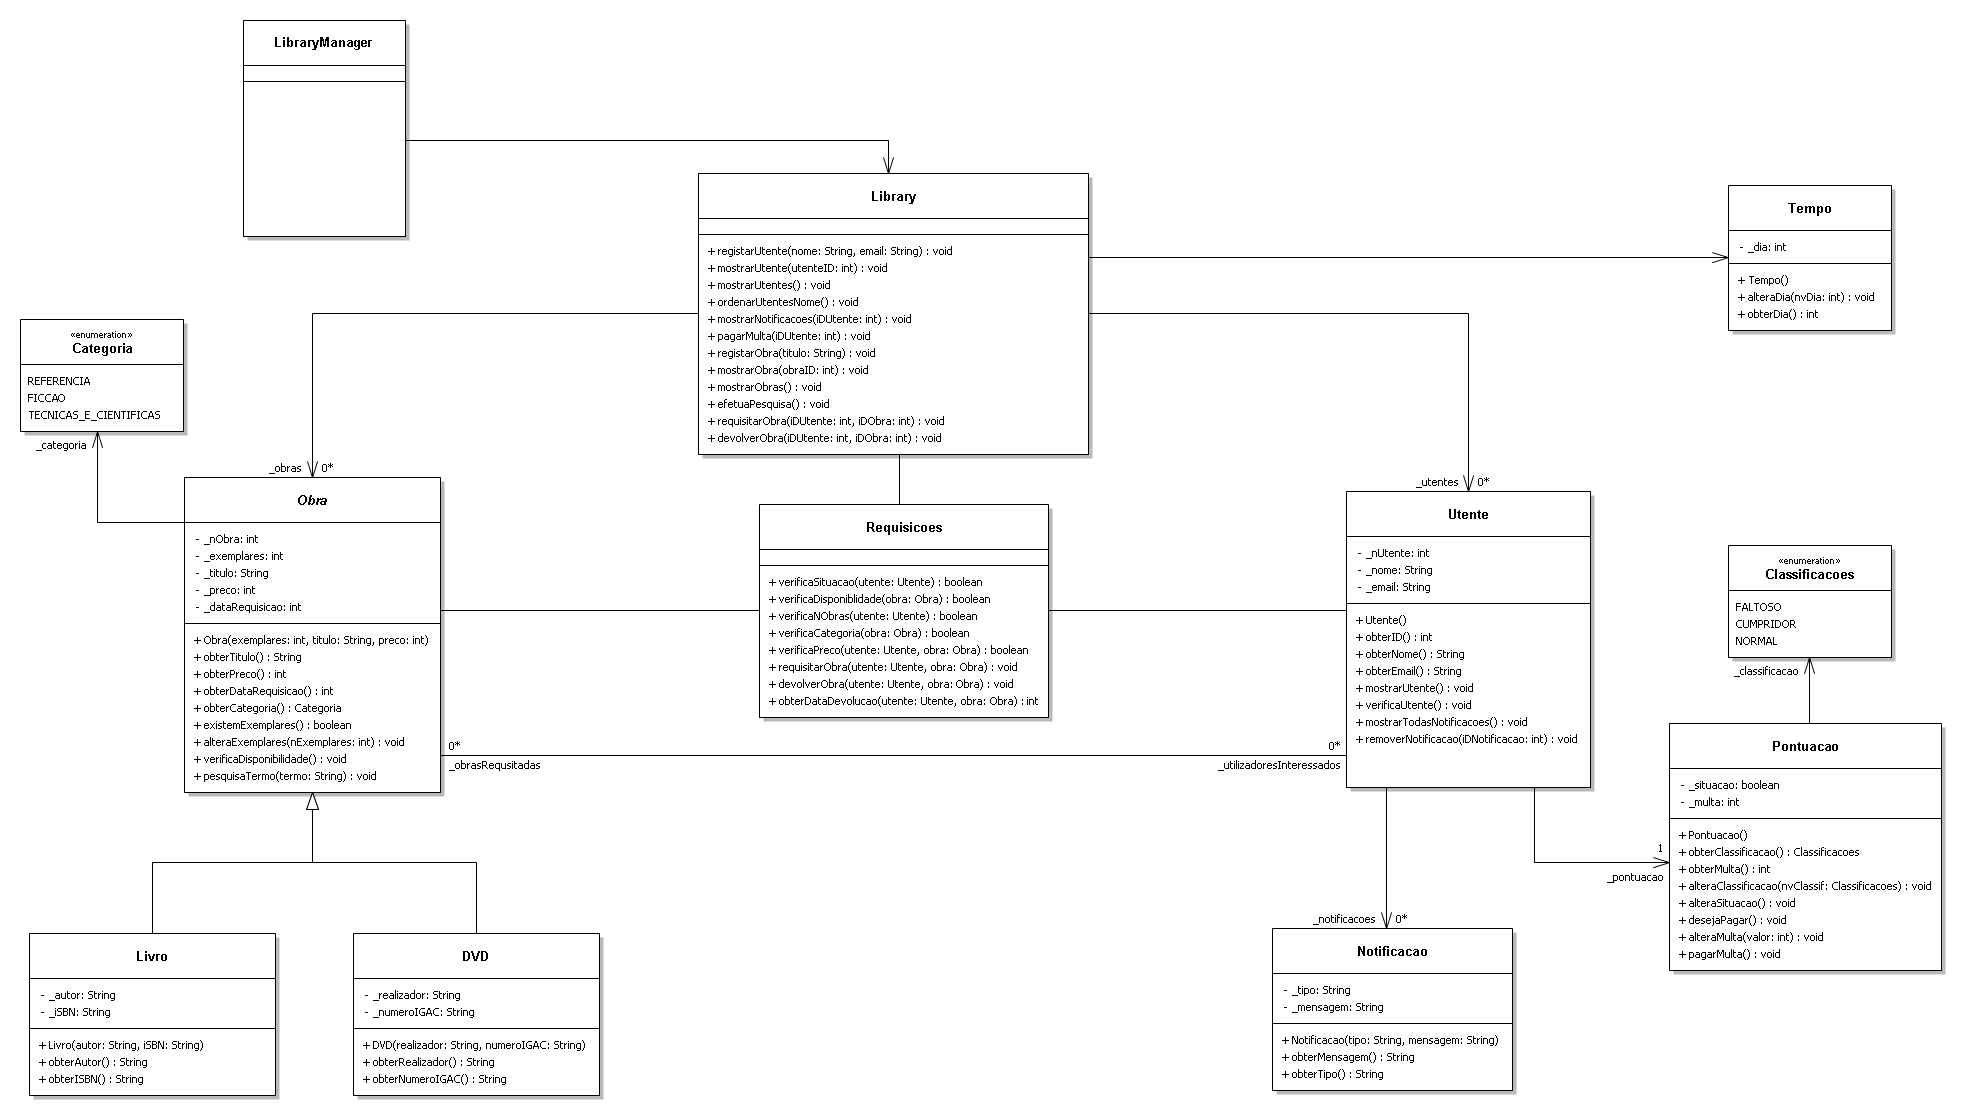 LibraryManager
Library
+ registarUtente(nome: String, email: String) : void
+ mostrarUtente(utenteID: int) : void
+ mostrarUtentes() : void
+ ordenarUtentesNome() : void
+ mostrarNotificacoes(iDUtente: int) : void
+ pagarMulta(iDUtente: int) : void
+ registarObra(titulo: String) : void
+ mostrarObra(obraID: int) : void
+ mostrarObras() : void
+ efetuaPesquisa() : void
+ requisitarObra(iDUtente: int, iDObra: int) : void
+ devolverObra(iDUtente: int, iDObra: int) : void
Tempo
- _dia: int
+ Tempo()
+ alteraDia(nvDia: int) : void
+ obterDia() : int
«enumeration»
Categoria
REFERENCIA
FICCAO
TECNICAS_E_CIENTIFICAS
_categoria
_obras
0*
_utentes
0*
Obra
- _nObra: int
- _exemplares: int
- _titulo: String
- _preco: int
- _dataRequisicao: int
+ Obra(exemplares: int, titulo: String, preco: int)
+ obterTitulo() : String
+ obterPreco() : int
+ obterDataRequisicao() : int
+ obterCategoria() : Categoria
+ existemExemplares() : boolean
+ alteraExemplares(nExemplares: int) : void
+ verificaDisponibilidade() : void
+ pesquisaTermo(termo: String) : void
Requisicoes
+ verificaSituacao(utente: Utente) : boolean
+ verificaDisponiblidade(obra: Obra) : boolean
+ verificaNObras(utente: Utente) : boolean
+ verificaCategoria(obra: Obra) : boolean
+ verificaPreco(utente: Utente, obra: Obra) : boolean
+ requisitarObra(utente: Utente, obra: Obra) : void
+ devolverObra(utente: Utente, obra: Obra) : void
+ obterDataDevolucao(utente: Utente, obra: Obra) : int
Utente
- _nUtente: int
- _nome: String
- _email: String
+ Utente()
+ obterID() : int
+ obterNome() : String
+ obterEmail() : String
+ mostrarUtente() : void
+ verificaUtente() : void
+ mostrarTodasNotificacoes() : void
+ removerNotificacao(iDNotificacao: int) : void
«enumeration»
Classificacoes
FALTOSO
CUMPRIDOR
NORMAL
_classificacao
0*
_obrasRequsitadas
0*
_utilizadoresInteressados
Pontuacao
- _situacao: boolean
- _multa: int
+ Pontuacao()
+ obterClassificacao() : Classificacoes
+ obterMulta() : int
+ alteraClassificacao(nvClassif: Classificacoes) : void
+ alteraSituacao() : void
+ desejaPagar() : void
+ alteraMulta(valor: int) : void
+ pagarMulta() : void
1
_pontuacao
_notificacoes
0*
Livro
- _autor: String
- _iSBN: String
+ Livro(autor: String, iSBN: String)
+ obterAutor() : String
+ obterISBN() : String
DVD
- _realizador: String
- _numeroIGAC: String
+ DVD(realizador: String, numeroIGAC: String)
+ obterRealizador() : String
+ obterNumeroIGAC() : String
Notificacao
- _tipo: String
- _mensagem: String
+ Notificacao(tipo: String, mensagem: String)
+ obterMensagem() : String
+ obterTipo() : String